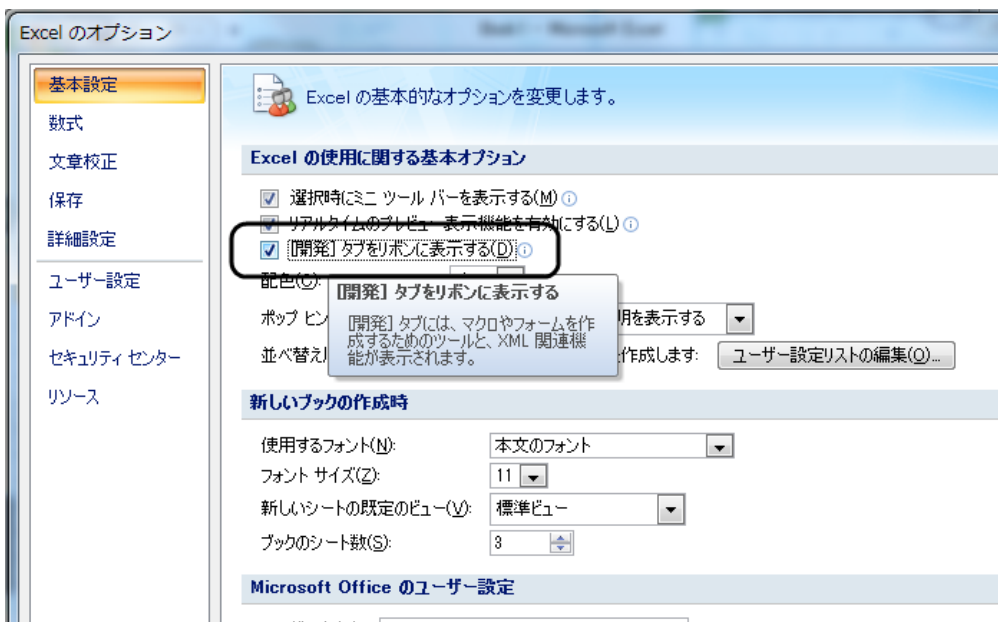 Excel のオプション
基本設定
数式
文章校正
保存
詳細設定
ユーザー設定
アドイン
セキュリティ センター
リソース
Excel の基本的なオプションを変更します。
Excel の使用に関する基本オプション
選択時にミニ ツール バーを表示する(M)
リアルタイムのプレビュー表示機能を有効にする(L)
[開発] タブをリボンに表示する(D)
配色(C):
[開発] タブをリボンに表示する
[開発] タブには、マクロやフォームを作
成するためのツールと、XML 関連機
能が表示されます。
ポップ ヒン 明を表示する
並べ替え 作成します: ユーザー設定リストの編集(O)...
新しいブックの作成時
使用するフォント(N): 本文のフォント
フォント サイズ(Z): 11
新しいシートの既定のビュー(V): 標準ビュー
ブックのシート数(S): 3
Microsoft Office のユーザー設定